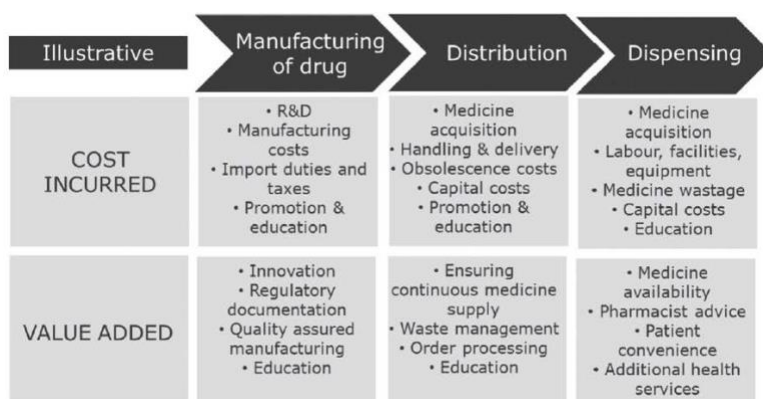 Illustrative
Manufacturing
of drug
Distribution
Dispensing
COST
INCURRED
• R&D
• Manufacturing
costs
• Import duties and
taxes
• Promotion &
education
• Medicine
acquisition
• Handling & delivery
• Obsolescence costs
• Capital costs
• Promotion &
education
• Medicine
acquisition
• Labour, facilities,
equipment
• Medicine wastage
• Capital costs
• Education
VALUE ADDED
• Innovation
• Regulatory
documentation
• Quality assured
manufacturing
• Education
• Ensuring
continuous medicine
supply
• Waste management
• Order processing
• Education
• Medicine
availability
• Pharmacist advice
• Patient
convenience
• Additional health
services